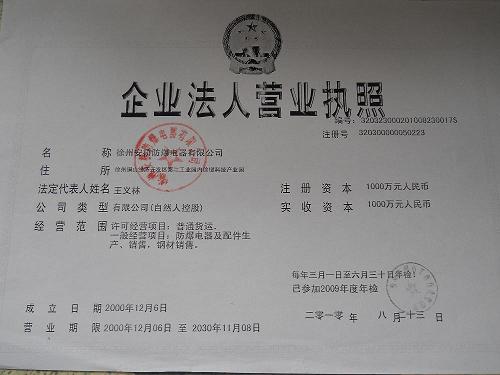 企业法人营业执照
编号：320323000201008230017S
注册号 320300000050223
名 称 徐州安荷防爆电器有限公司
住 所
法定代表人姓名 王义林
注 册 资 本 1000万元人民币
公 司 类 型 有限公司(自然人控股)
实 收 资 本 1000万元人民币
经 营 范 围 许可经营项目：普通货运.
一般经营项目：防爆电器及配件生
产、销售，钢材销售.
每年三月一日至六月三十日年检
已参加2009年度年检
成 立 日 期 2000年12月6日
二零一零年 八 月 二十三 日
营 业 期 限 2000年12月06日 至 2030年11月08日